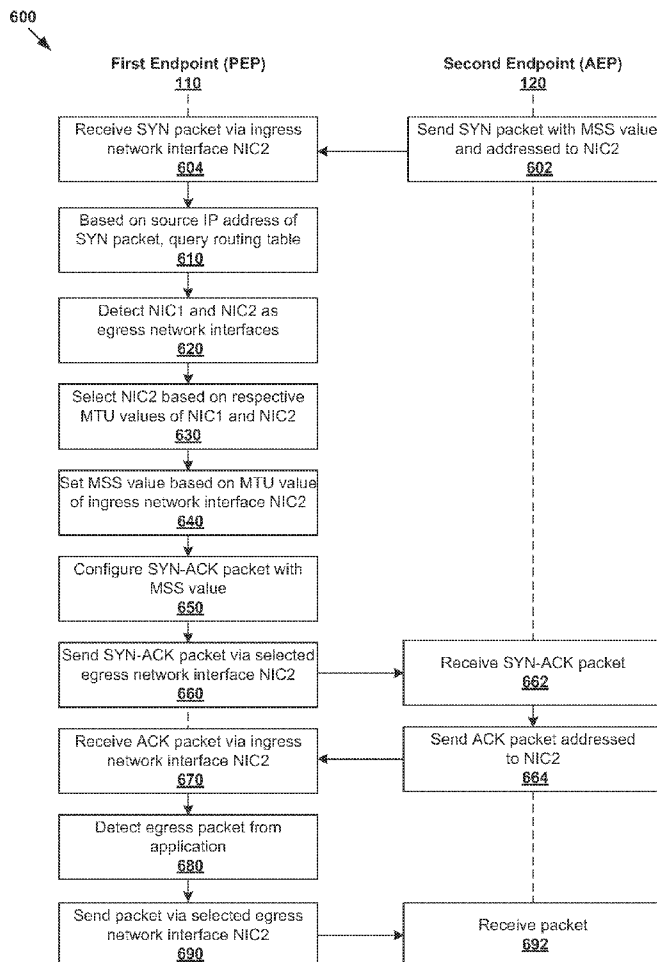 600
First Endpoint (PEP)
110
Second Endpoint (AEP)
120
Receive SYN packet via ingress
network interface NIC2
604
Send SYN packet with MSS value
and addressed to NIC2
602
Based on source IP address of
SYN packet, query routing table
610
Detect NIC1 and NIC2 as
egress network interfaces
620
Select NIC2 based on respective
MTU values of NIC1 and NIC2
630
Set MSS value based on MTU value
of ingress network interface NIC2
640
Configure SYN-ACK packet with
MSS value
650
Send SYN-ACK packet via selected
egress network interface NIC2
660
Receive SYN-ACK packet
662
Receive ACK packet via ingress
network interface NIC2
670
Send ACK packet addressed
to NIC2
664
Detect egress packet from
application
680
Send packet via selected egress
network interface NIC2
690
Receive packet
692